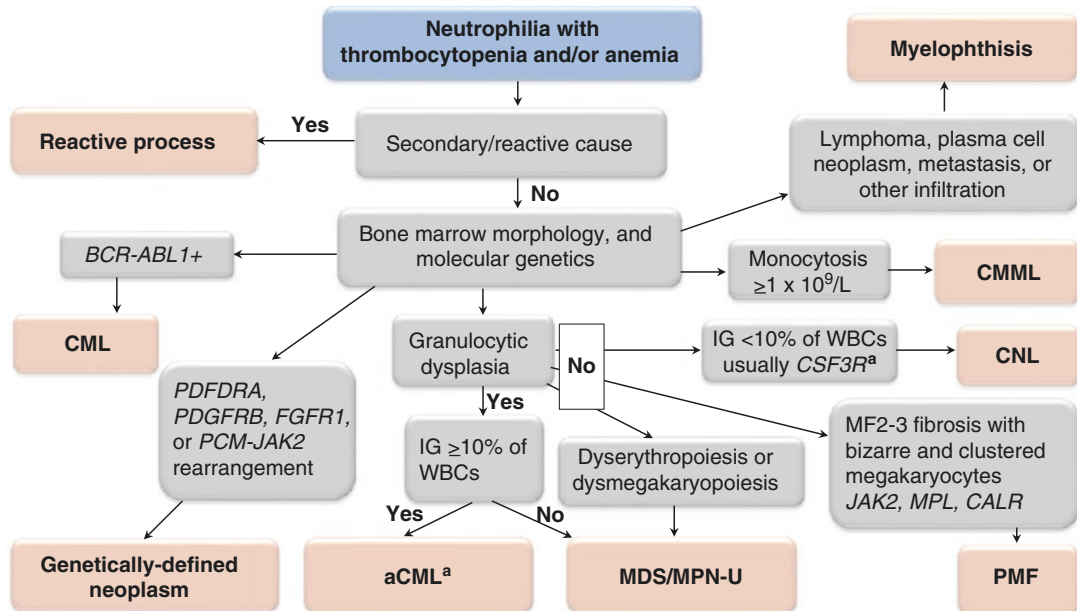 Neutrophilia with
thrombocytopenia and/or anemia
Myelophthisis
Reactive process
Yes
Secondary/reactive cause
Lymphoma, plasma cell
neoplasm, metastasis, or
other infiltration
No
BCR-ABL1+
Bone marrow morphology, and
molecular genetics
Monocytosis
≥1 x 10⁹/L
CMML
CML
Granulocytic
dysplasia
No
IG <10% of WBCs
usually CSF3Rᵃ
CNL
PDFDRA,
PDGFRB, FGFR1,
or PCM-JAK2
rearrangement
Yes
IG ≥10% of
WBCs
Dyserythropoiesis or
dysmegakaryopoiesis
MF2-3 fibrosis with
bizarre and clustered
megakaryocytes
JAK2, MPL, CALR
Yes
No
Genetically-defined
neoplasm
aCMLᵃ
MDS/MPN-U
PMF